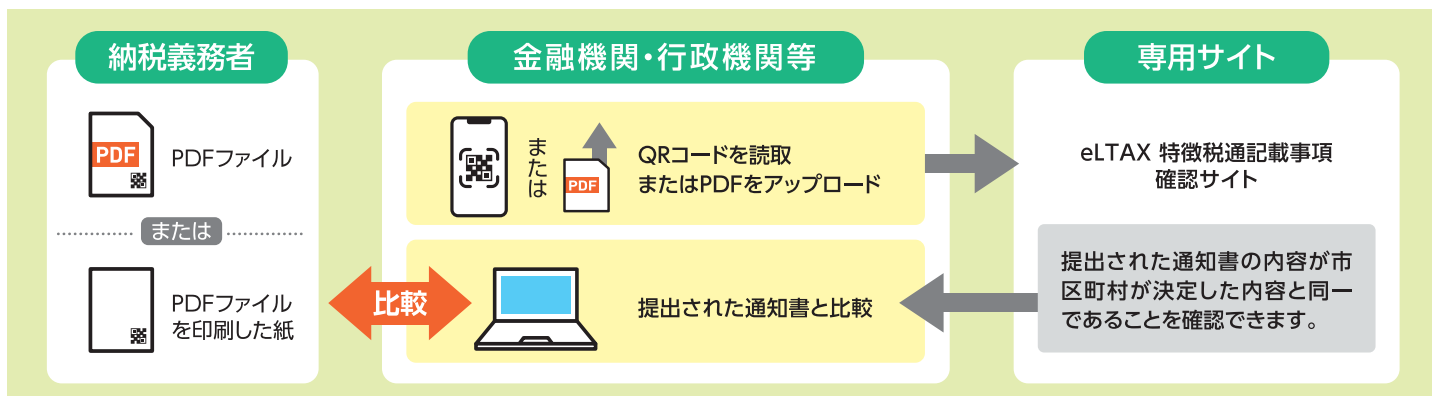 納税義務者
PDF
PDFファイル
または
PDFファイル
を印刷した紙
比較
金融機関・行政機関等
または
PDF
QRコードを読取
またはPDFをアップロード
提出された通知書と比較
専用サイト
eLTAX 特徴税通記載事項
確認サイト
提出された通知書の内容が市
区町村が決定した内容と同一
であることを確認できます。